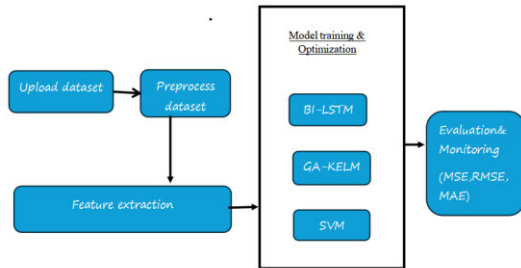 Upload dataset
Preprocess
dataset
Feature extraction
Model training &
Optimization
BI-LSTM
GA-KELM
SVM
Evaluation&
Monitoring
(MSE,RMSE,
MAE)